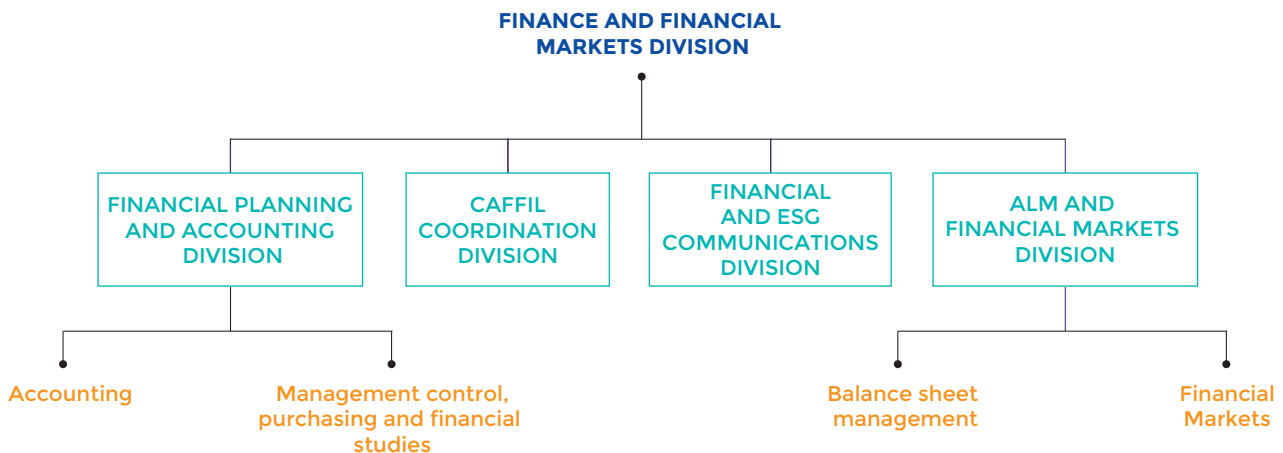 FINANCE AND FINANCIAL
MARKETS DIVISION
FINANCIAL PLANNING
AND ACCOUNTING
DIVISION
CAFFIL
COORDINATION
DIVISION
FINANCIAL
AND ESG
COMMUNICATIONS
DIVISION
ALM AND
FINANCIAL MARKETS
DIVISION
Accounting
Management control,
purchasing and financial
studies
Balance sheet
management
Financial
Markets